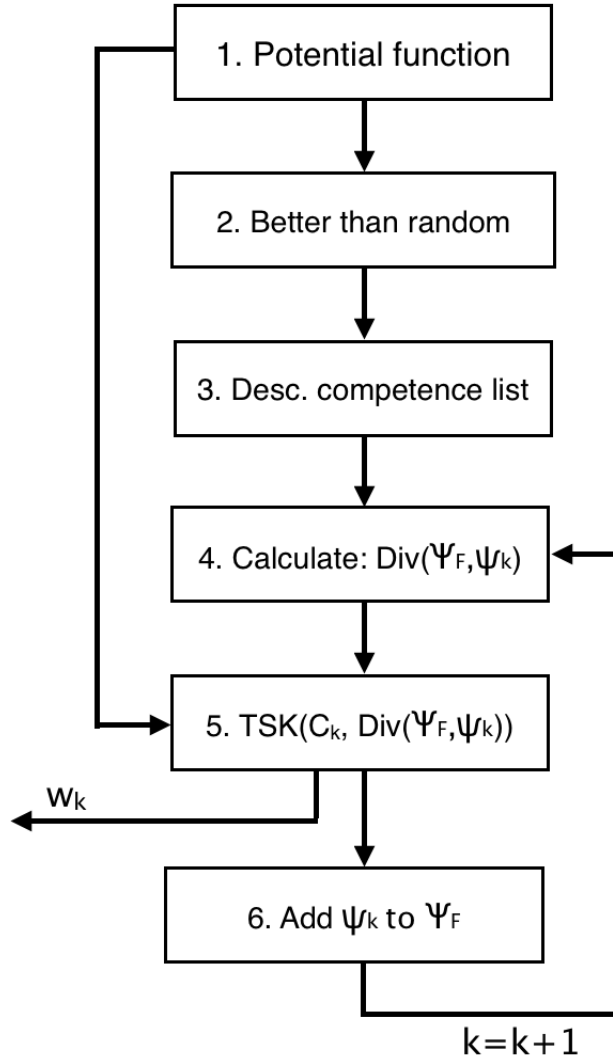 1. Potential function
2. Better than random
3. Desc. competence list
4. Calculate: Div(ΨF,ψk)
5. TSK(Ck, Div(ΨF,ψk))
wk
6. Add ψk to ΨF
k=k+1